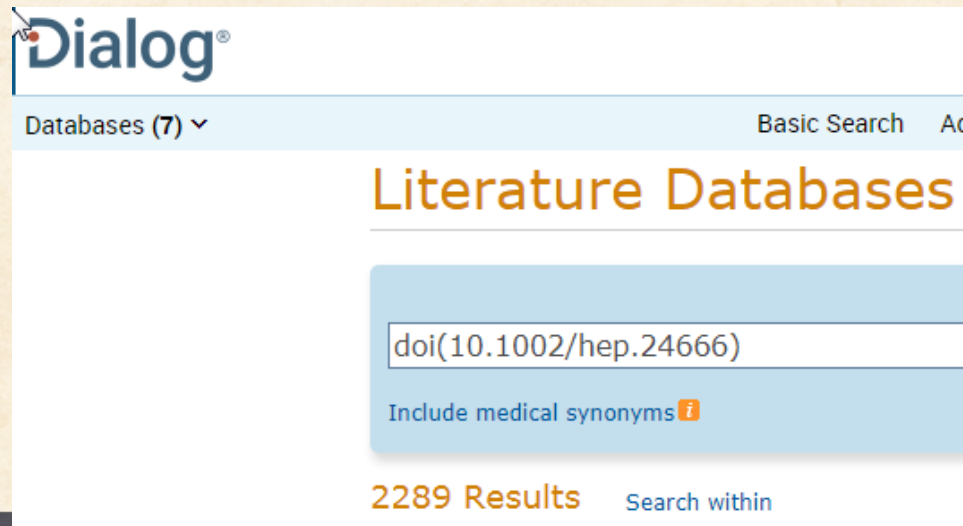 Dialog®
Databases (7)
Basic Search
Literature Databases
doi(10.1002/hep.24666)
Include medical synonyms i
2289 Results Search within